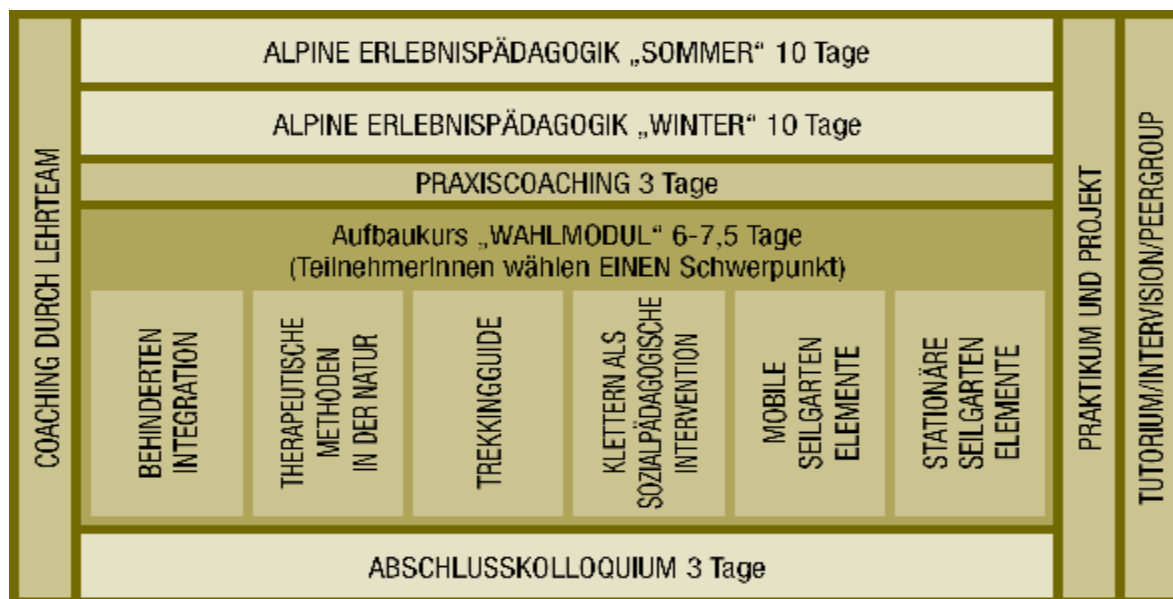 COACHING DURCH LEHRTEAM
ALPINE ERLEBNISPÄDAGOGIK „SOMMER“ 10 Tage
ALPINE ERLEBNISPÄDAGOGIK „WINTER“ 10 Tage
PRAXISCOACHING 3 Tage
Aufbaukurs „WAHLMODUL“ 6-7,5 Tage
(TeilnehmerInnen wählen EINEN Schwerpunkt)
BEHINDERTEN
INTEGRATION
THERAPEUTISCHE
METHODEN
IN DER NATUR
TREKKINGGUIDE
KLETTERN ALS
SOZIALPÄDAGOGISCHE
INTERVENTION
MOBILE
SEILGARTEN
ELEMENTE
STATIONÄRE
SEILGARTEN
ELEMENTE
ABSCHLUSSKOLLOQUIUM 3 Tage
PRAKTIKUM UND PROJEKT
TUTORIUM/INTERVISION/PEERGROUP